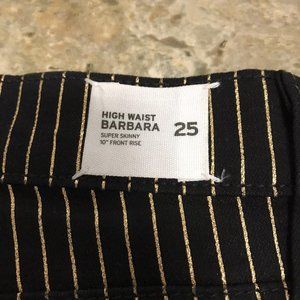 HIGH WAIST
BARBARA 25
SUPER SKINNY
10" FRONT RISE